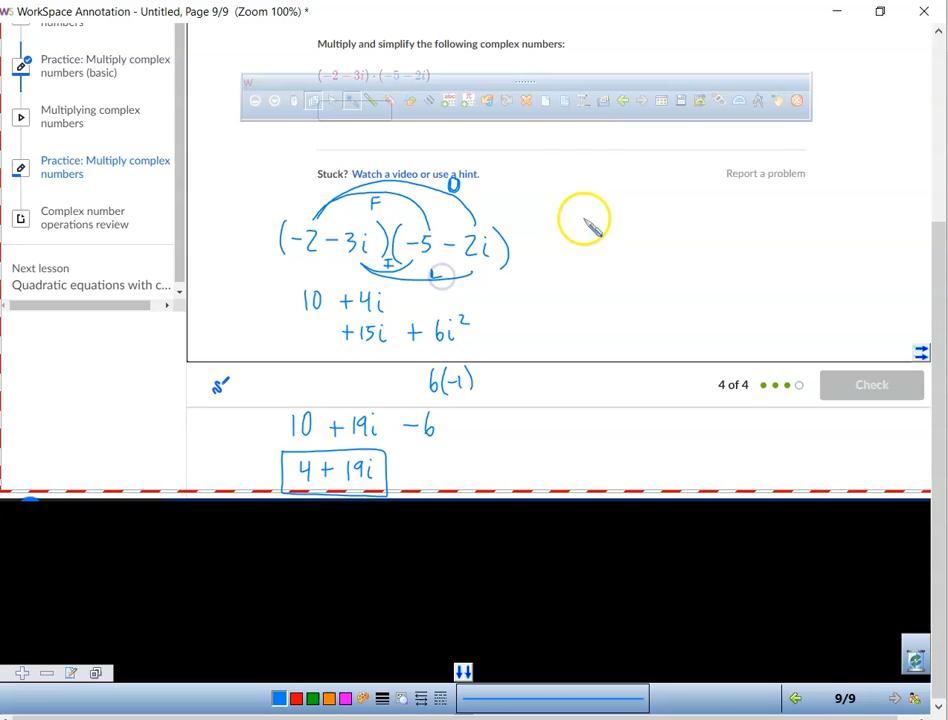 WS WorkSpace Annotation - Untitled, Page 9/9 (Zoom 100%) *
numbers
Practice: Multiply complex
numbers (basic)
Multiplying complex
numbers
Practice: Multiply complex
numbers
Complex number
operations review
Next lesson
Quadratic equations with c...
Multiply and simplify the following complex numbers:
(−2 − 3i) · (−5 − 2i)
W
abc
Stuck? Watch a video or use a hint.
Report a problem
O
F
(-2-3i)(-5-2i)
I
L
10 +4i
+15i + 6i²
6(-1)
4 of 4
Check
10 +19i -6
4 + 19i
9/9